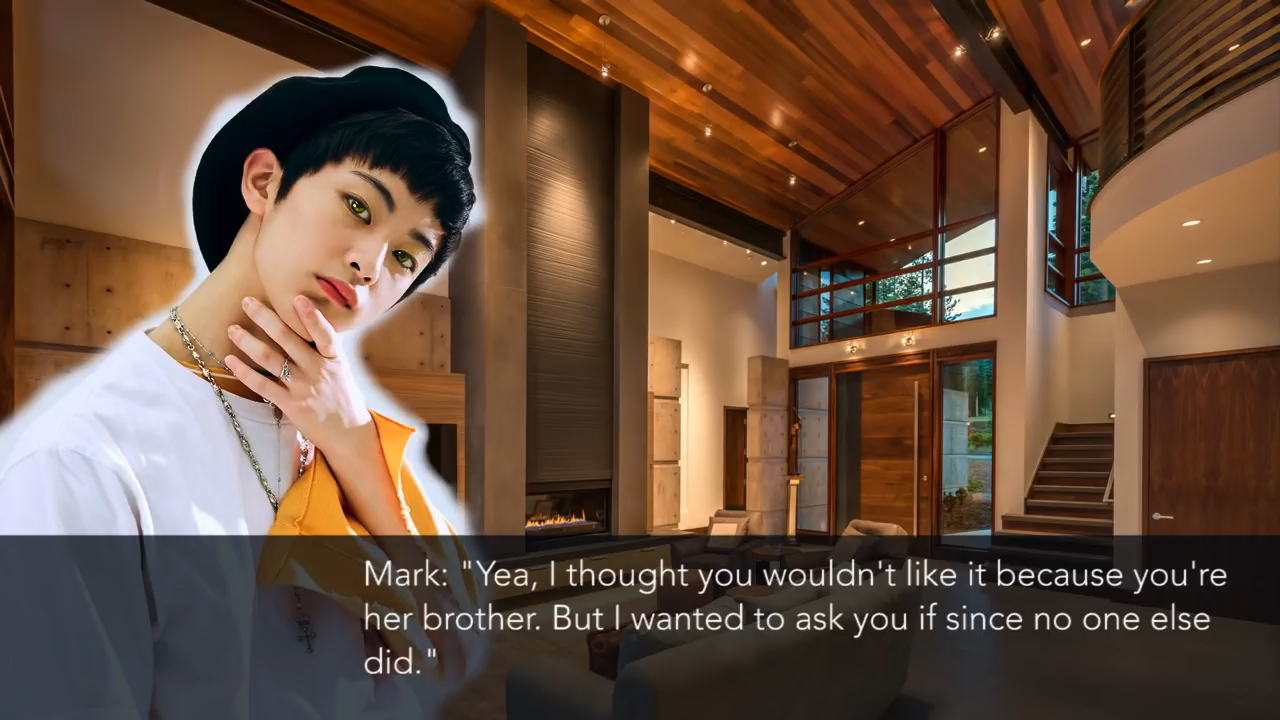 Mark: "Yea, I thought you wouldn't like it because you're
her brother. But I wanted to ask you if since no one else
did."